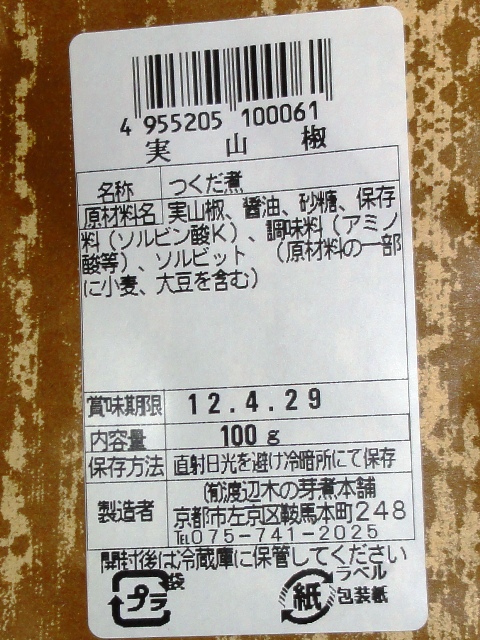 4 955205 100061
実 山 椒
名称 つくだ煮
原材料名 実山椒、醤油、砂糖、保存
料(ソルビン酸K)、調味料(アミノ
酸等)、ソルビット (原材料の一部
に小麦、大豆を含む)
賞味期限 12.4.29
内容量 100g
保存方法 直射日光を避け冷暗所にて保存
製造者 ㈲渡辺木の芽煮本舗
京都市左京区鞍馬本町248
℡075-741-2025
開封後は冷蔵庫に保管してください
プラ 袋
紙 ラベル
包装紙